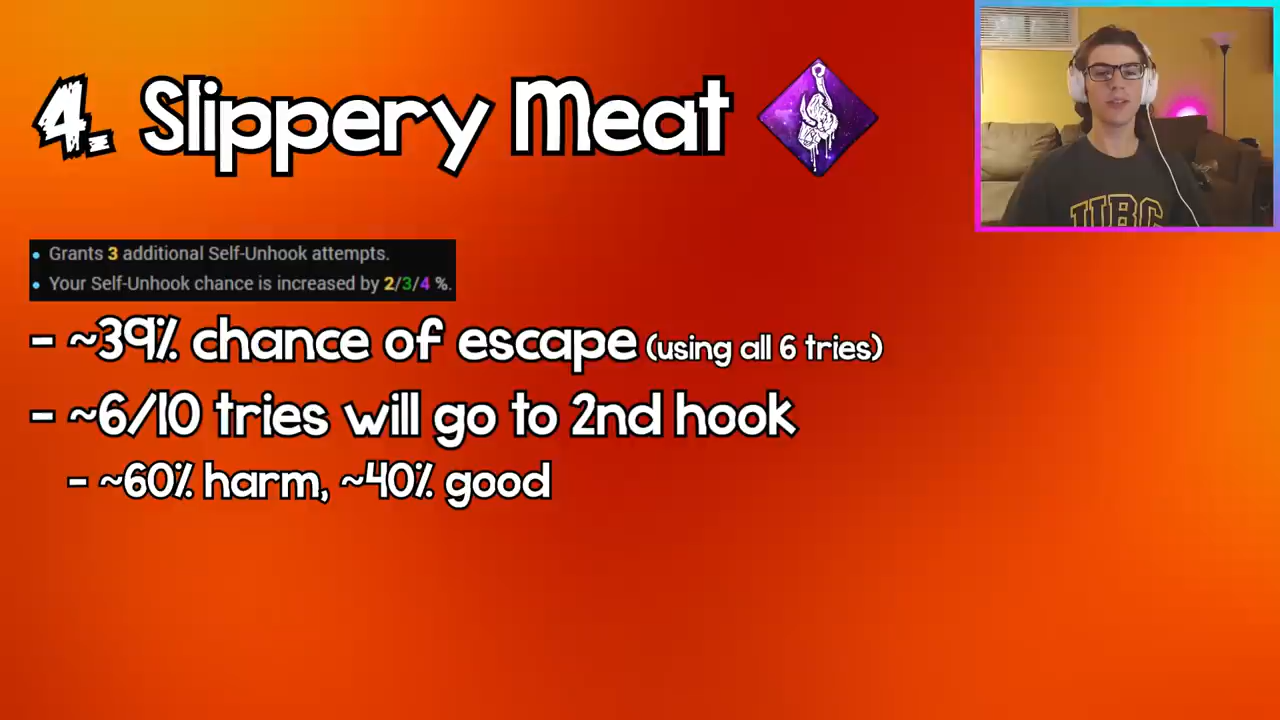 4. Slippery Meat
• Grants 3 additional Self-Unhook attempts.
• Your Self-Unhook chance is increased by 2/3/4 %.
- ~39% chance of escape (using all 6 tries)
- ~6/10 tries will go to 2nd hook
- ~60% harm, ~40% good
UBC